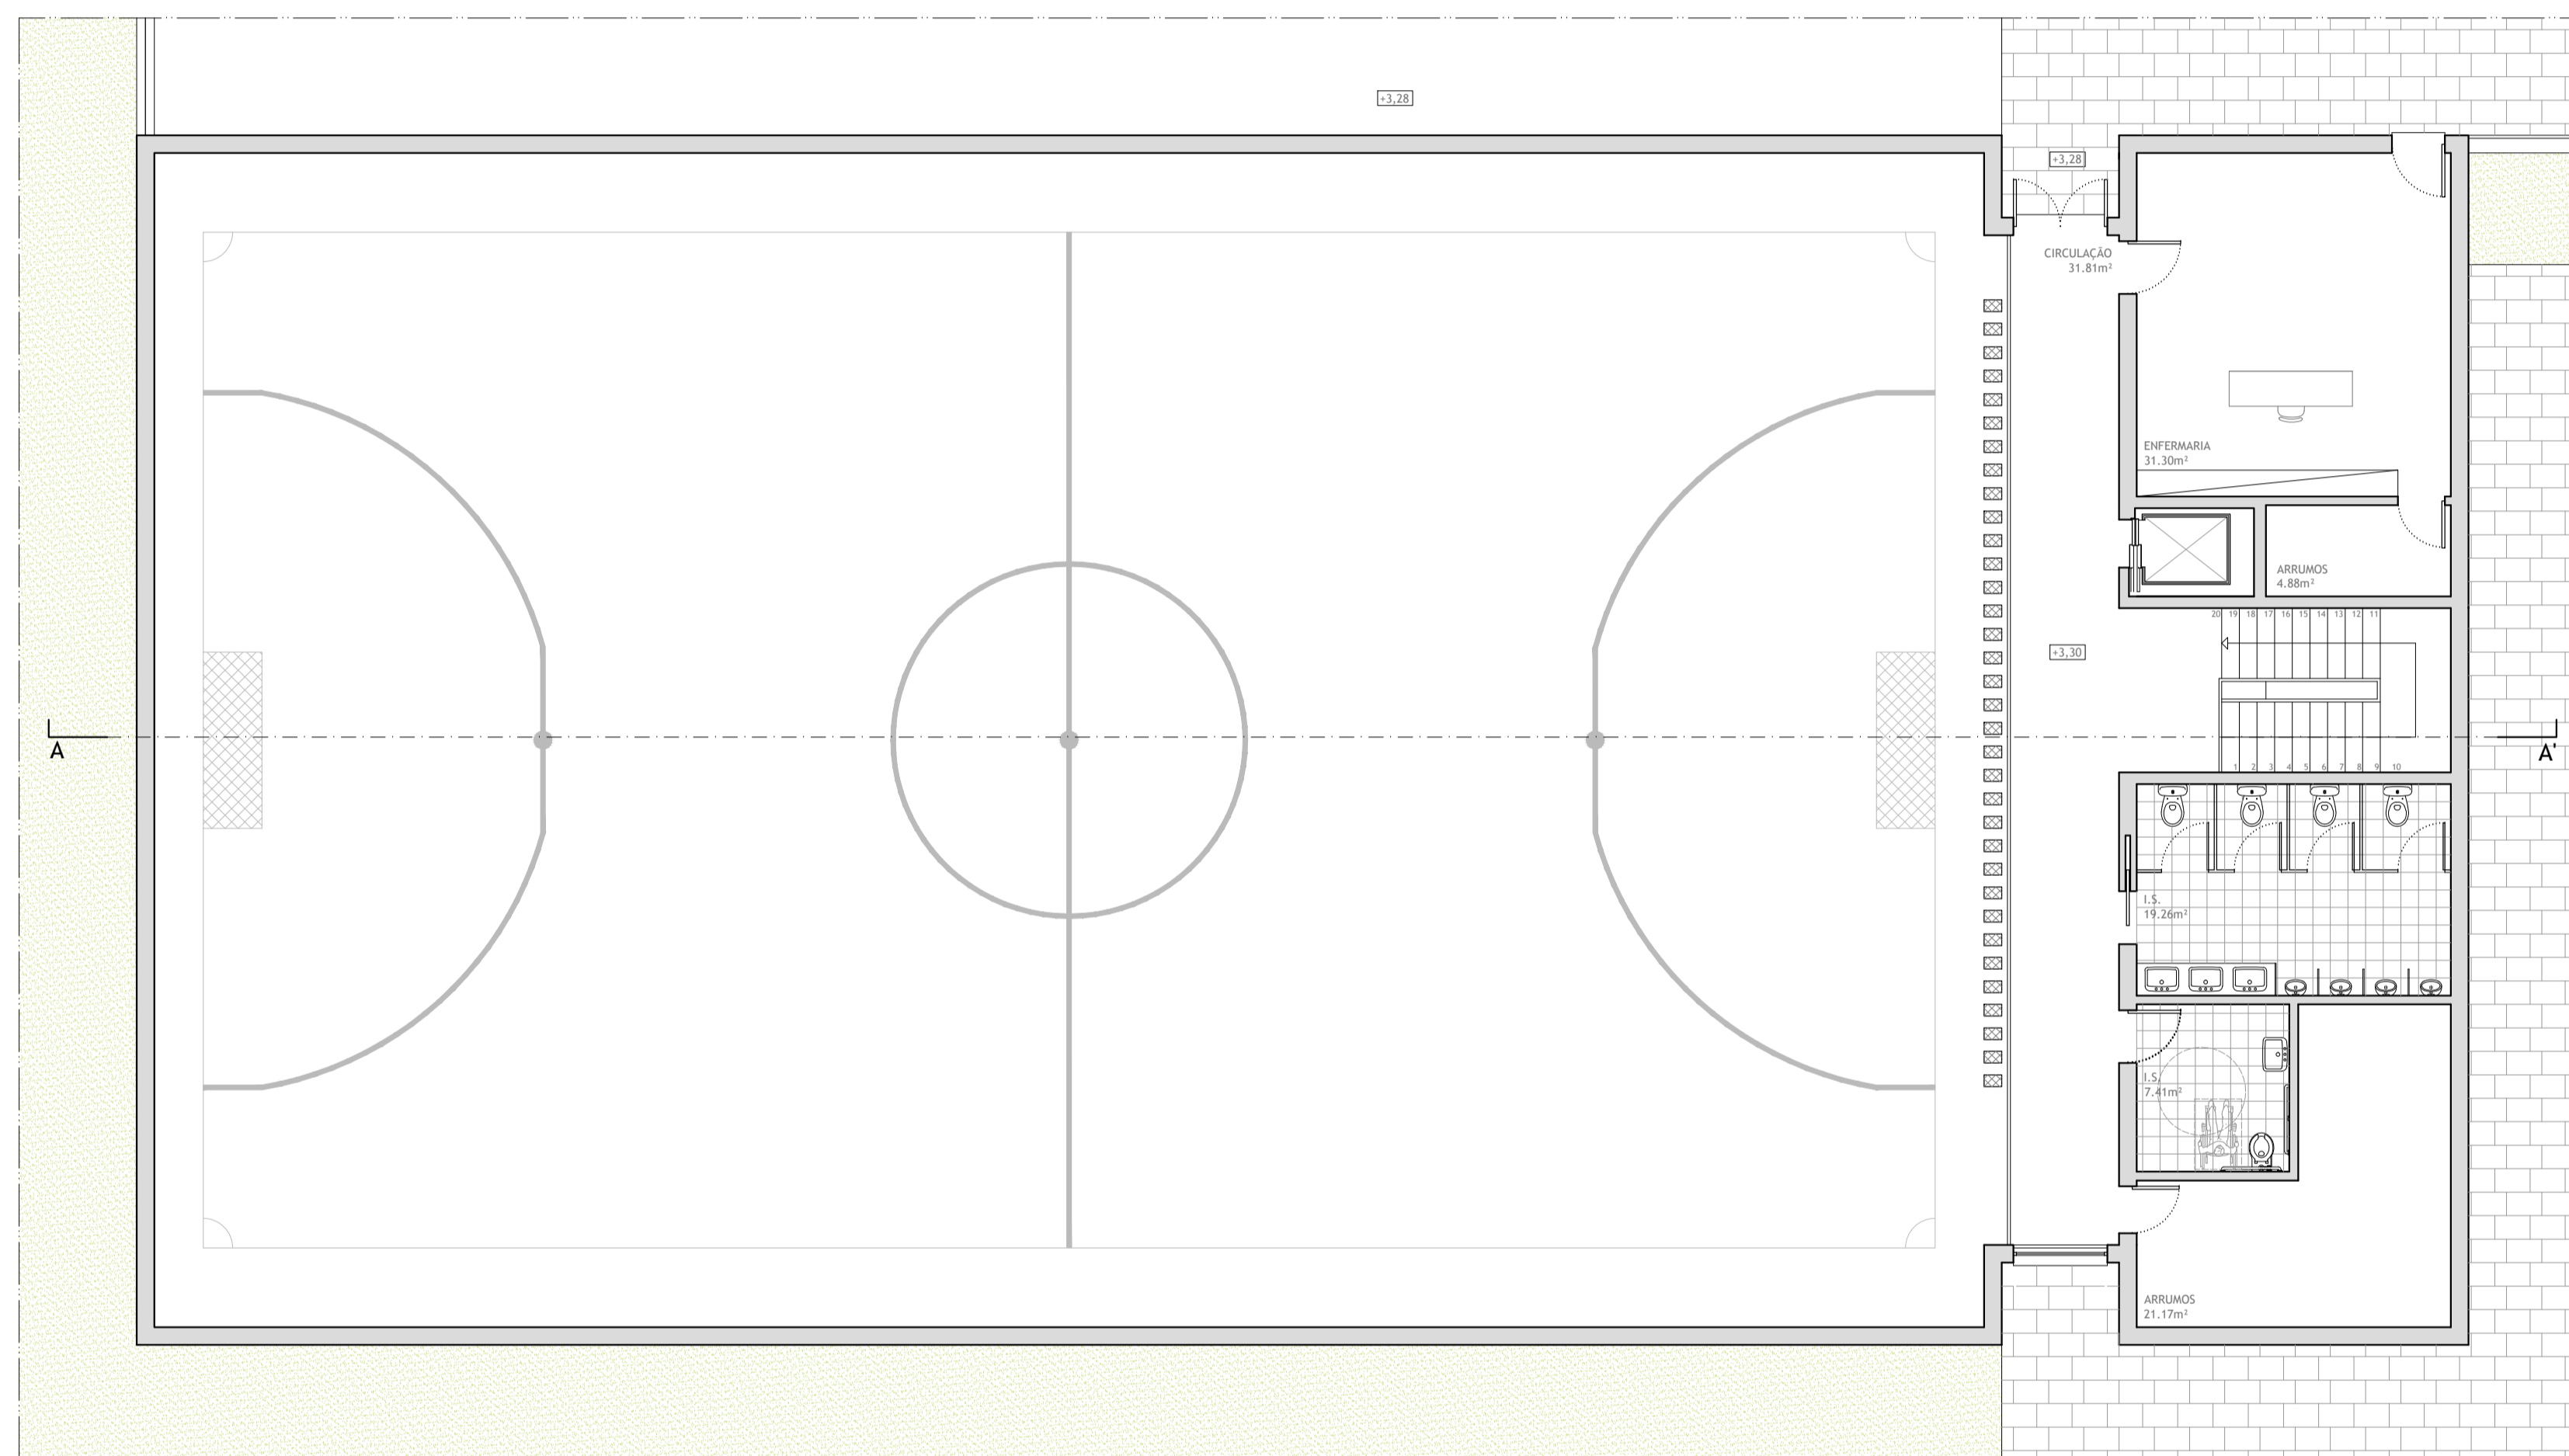 +3,28
+3,28
CIRCULAÇÃO
31.81m²
ENFERMARIA
31.30m²
ARRUMOS
4.88m²
20 19 18 17 16 15 14 13 12 11
+3,30
A
A'
1 2 3 4 5 6 7 8 9 10
I.S.
19.26m²
I.S.
7.41m²
ARRUMOS
21.17m²